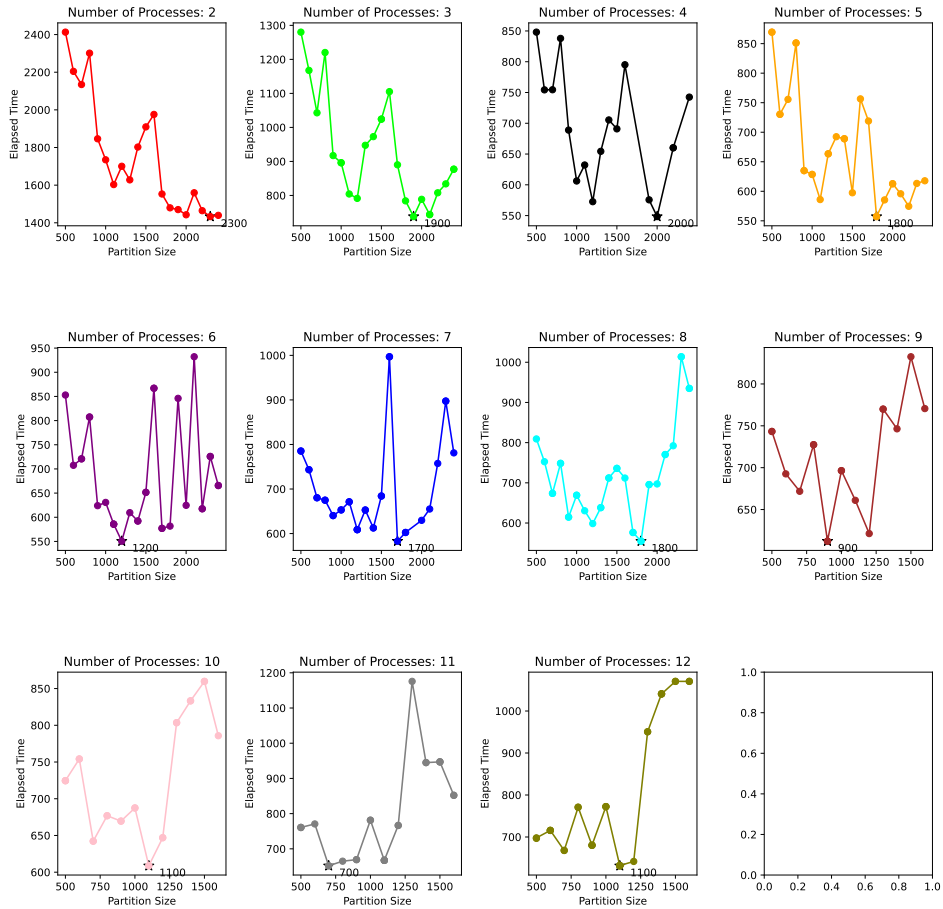 Number of Processes: 2
Elapsed Time
2400
2200
2000
1800
1600
1400
2300
500 1000 1500 2000
Partition Size
Number of Processes: 3
Elapsed Time
1300
1200
1100
1000
900
800
1900
500 1000 1500 2000
Partition Size
Number of Processes: 4
Elapsed Time
850
800
750
700
650
600
550
2000
500 1000 1500 2000
Partition Size
Number of Processes: 5
Elapsed Time
850
800
750
700
650
600
550
1800
500 1000 1500 2000
Partition Size
Number of Processes: 6
Elapsed Time
950
900
850
800
750
700
650
600
550
1200
500 1000 1500 2000
Partition Size
Number of Processes: 7
Elapsed Time
1000
900
800
700
600
1700
500 1000 1500 2000
Partition Size
Number of Processes: 8
Elapsed Time
1000
900
800
700
600
1800
500 1000 1500 2000
Partition Size
Number of Processes: 9
Elapsed Time
800
750
700
650
900
500 750 1000 1250 1500
Partition Size
Number of Processes: 10
Elapsed Time
850
800
750
700
650
600
1100
500 750 1000 1250 1500
Partition Size
Number of Processes: 11
Elapsed Time
1200
1100
1000
900
800
700
700
500 750 1000 1250 1500
Partition Size
Number of Processes: 12
Elapsed Time
1000
900
800
700
1100
500 750 1000 1250 1500
Partition Size
1.0
0.8
0.6
0.4
0.2
0.0
0.0 0.2 0.4 0.6 0.8 1.0